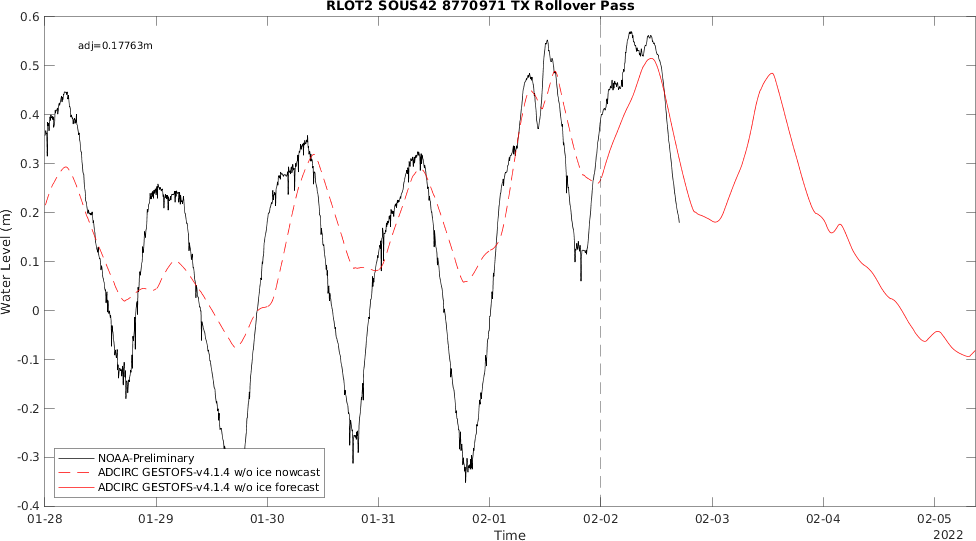 RLOT2 SOUS42 8770971 TX Rollover Pass
adj=0.17763m
0.6
0.5
0.4
0.3
0.2
0.1
0
-0.1
-0.2
-0.3
-0.4
Water Level (m)
NOAA-Preliminary
ADCIRC GESTOFS-v4.1.4 w/o ice nowcast
ADCIRC GESTOFS-v4.1.4 w/o ice forecast
01-28 01-29 01-30 01-31 02-01 02-02 02-03 02-04 02-05
Time
2022